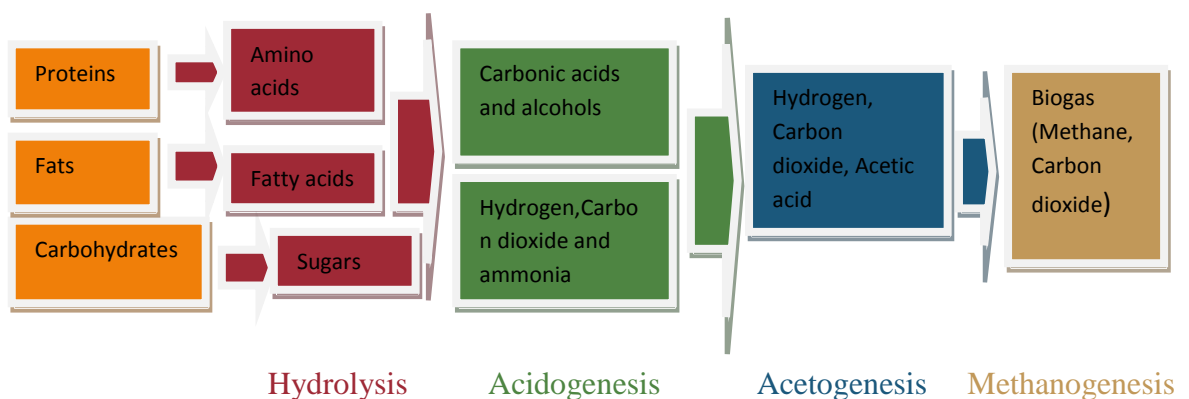 Proteins
Amino
acids
Fats
Fatty acids
Carbohydrates
Sugars
Carbonic acids
and alcohols
Hydrogen,Carbo
n dioxide and
ammonia
Hydrogen,
Carbon
dioxide, Acetic
acid
Biogas
(Methane,
Carbon
dioxide)
Hydrolysis
Acidogenesis
Acetogenesis
Methanogenesis